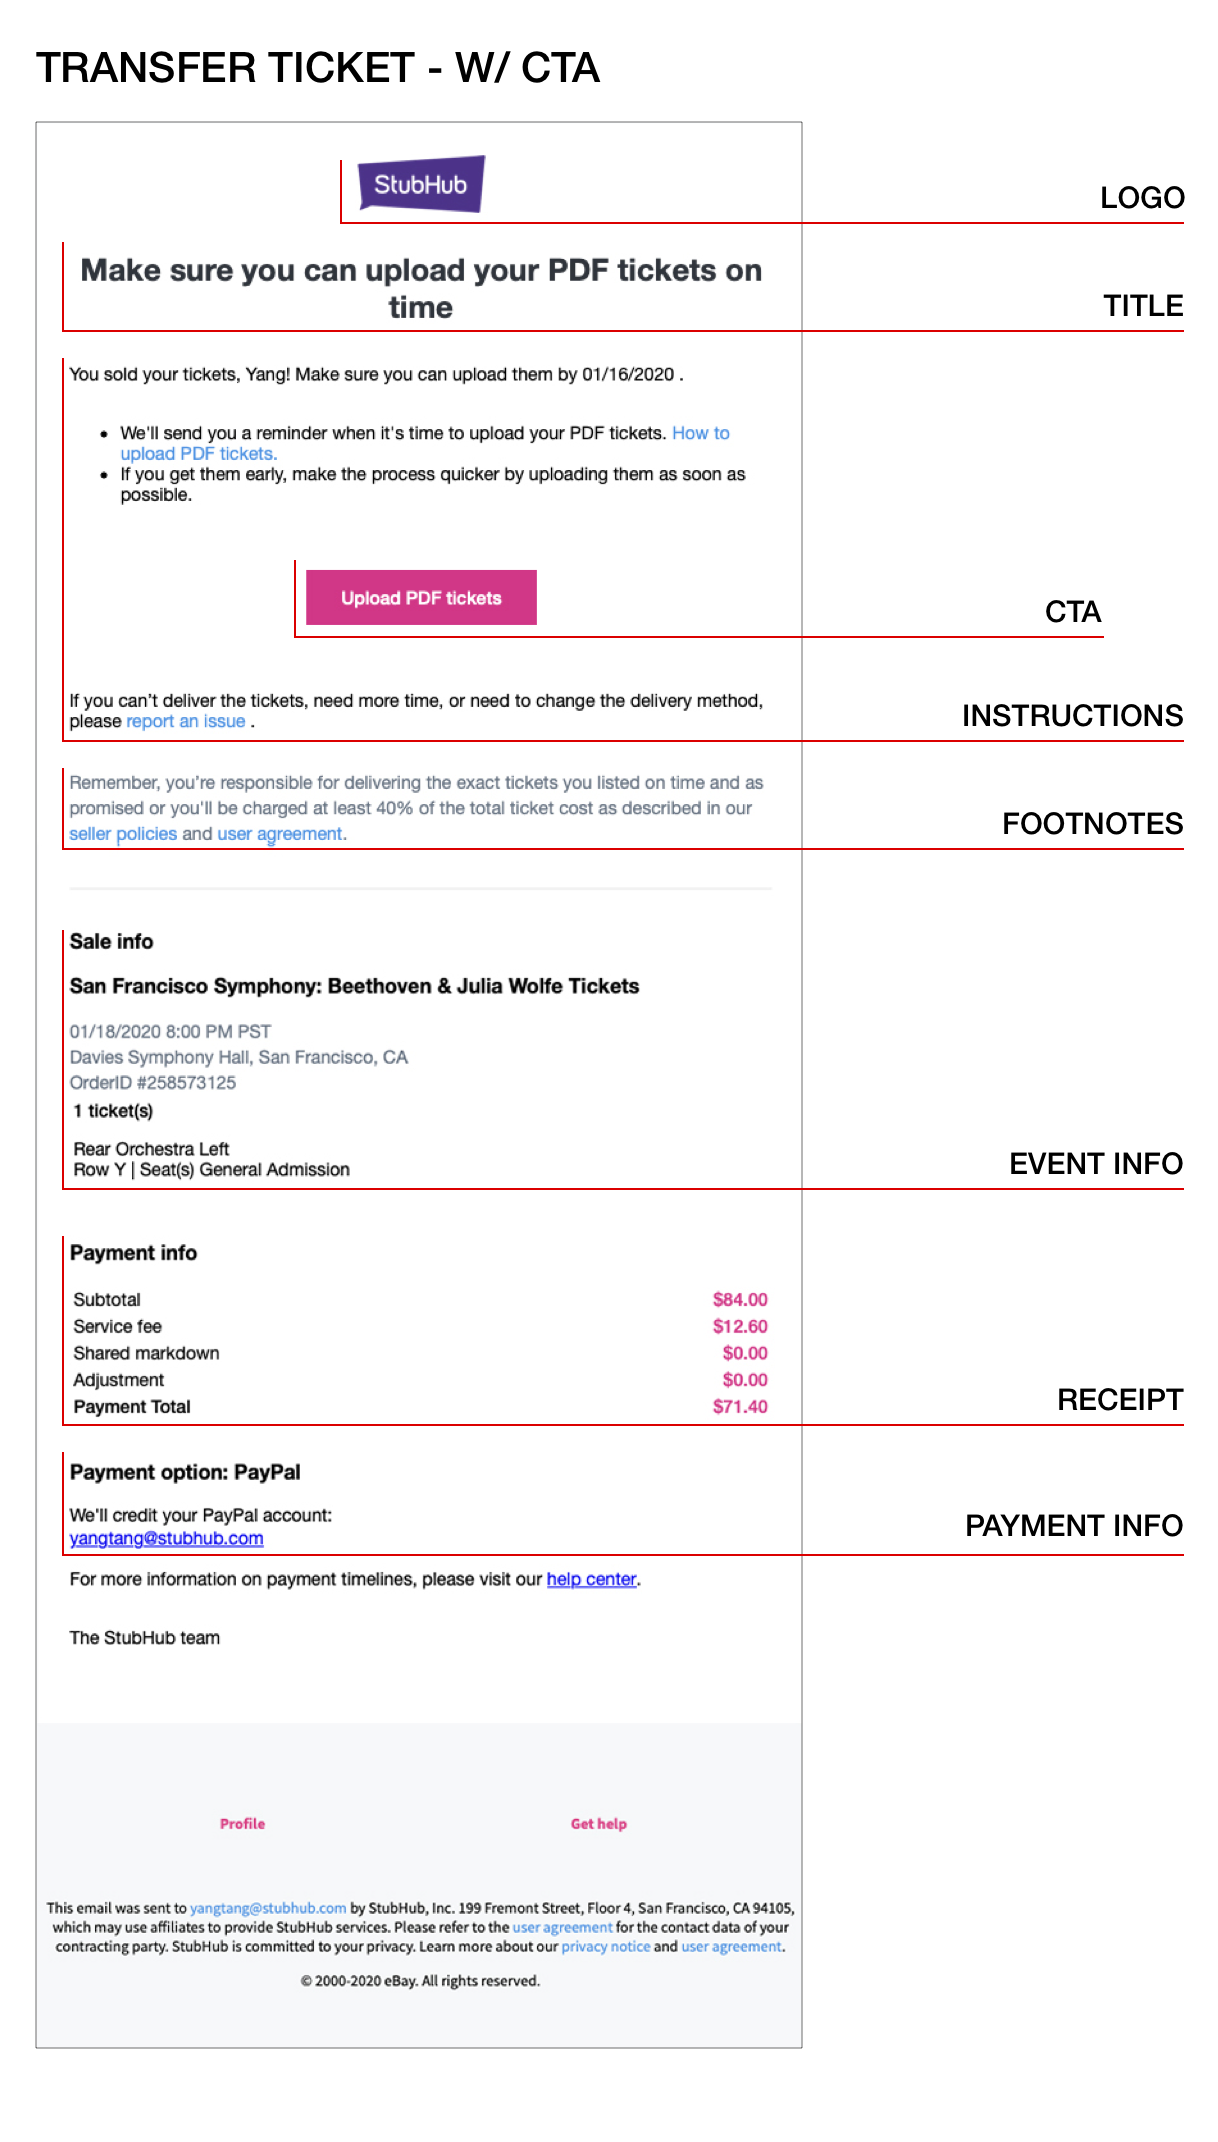 TRANSFER TICKET - W/ CTA
StubHub
LOGO
Make sure you can upload your PDF tickets on
time
TITLE
You sold your tickets, Yang! Make sure you can upload them by 01/16/2020 .
• We'll send you a reminder when it's time to upload your PDF tickets. How to
upload PDF tickets.
• If you get them early, make the process quicker by uploading them as soon as
possible.
Upload PDF tickets
CTA
If you can’t deliver the tickets, need more time, or need to change the delivery method,
please report an issue .
INSTRUCTIONS
Remember, you’re responsible for delivering the exact tickets you listed on time and as
promised or you'll be charged at least 40% of the total ticket cost as described in our
seller policies and user agreement.
FOOTNOTES
Sale info
San Francisco Symphony: Beethoven & Julia Wolfe Tickets
01/18/2020 8:00 PM PST
Davies Symphony Hall, San Francisco, CA
OrderID #258573125
1 ticket(s)
Rear Orchestra Left
Row Y | Seat(s) General Admission
EVENT INFO
Payment info
Subtotal $84.00
Service fee $12.60
Shared markdown $0.00
Adjustment $0.00
Payment Total $71.40
RECEIPT
Payment option: PayPal
We'll credit your PayPal account:
yangtang@stubhub.com
PAYMENT INFO
For more information on payment timelines, please visit our help center.
The StubHub team
Profile Get help
This email was sent to yangtang@stubhub.com by StubHub, Inc. 199 Fremont Street, Floor 4, San Francisco, CA 94105,
which may use affiliates to provide StubHub services. Please refer to the user agreement for the contact data of your
contracting party. StubHub is committed to your privacy. Learn more about our privacy notice and user agreement.
© 2000-2020 eBay. All rights reserved.